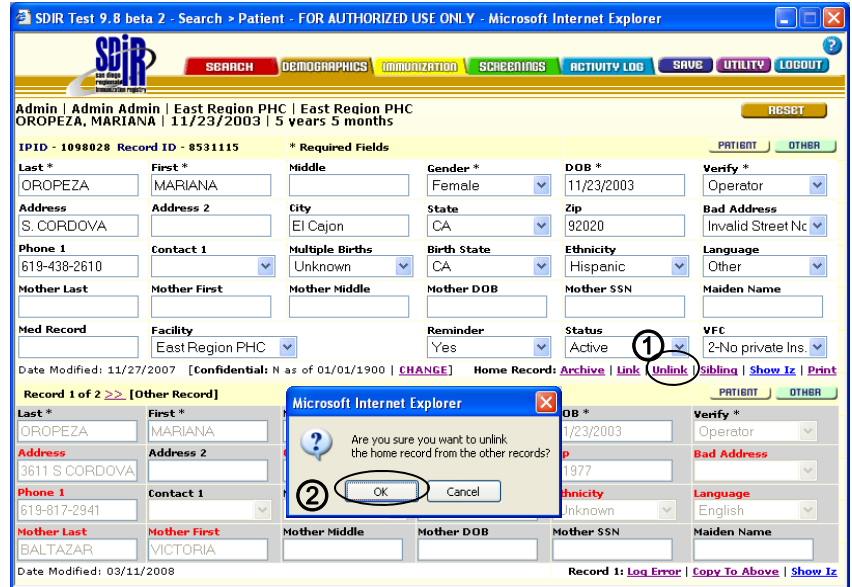 SDIR Test 9.8 beta 2 - Search > Patient - FOR AUTHORIZED USE ONLY - Microsoft Internet Explorer
SDIR
san diego regional immunization registry
SEARCH DEMOGRAPHICS IMMUNIZATION SCREENINGS ACTIVITY LOG SAVE UTILITY LOGOUT ?
Admin | Admin Admin | East Region PHC | East Region PHC
RESET
OROPEZA, MARIANA | 11/23/2003 | 5 years 5 months
IPID - 1098028 Record ID - 8531115 * Required Fields PATIENT OTHER
Last * First * Middle Gender * DOB * Verify *
OROPEZA MARIANA Female 11/23/2003 Operator
Address Address 2 City State Zip Bad Address
S. CORDOVA El Cajon CA 92020 Invalid Street Nc
Phone 1 Contact 1 Multiple Births Birth State Ethnicity Language
619-438-2610 Unknown CA Hispanic Other
Mother Last Mother First Mother Middle Mother DOB Mother SSN Maiden Name
Med Record Facility Reminder Status VFC
East Region PHC Yes Active 2-No private Ins.
1
Date Modified: 11/27/2007 [Confidential: N as of 01/01/1900 | CHANGE] Home Record: Archive | Link | Unlink | Sibling | Show Iz | Print
Record 1 of 2 >> [Other Record] PATIENT OTHER
Microsoft Internet Explorer
Are you sure you want to unlink
the home record from the other records?
2
OK Cancel
Last * First * DOB * Verify *
OROPEZA MARIANA 1/23/2003 Operator
Address Address 2 p Bad Address
3611 S CORDOVA 1977
Phone 1 Contact 1 thnicity Language
619-817-2941 Unknown English
Mother Last Mother First Mother Middle Mother DOB Mother SSN Maiden Name
BALTAZAR VICTORIA
Date Modified: 03/11/2008 Record 1: Log Error | Copy To Above | Show Iz